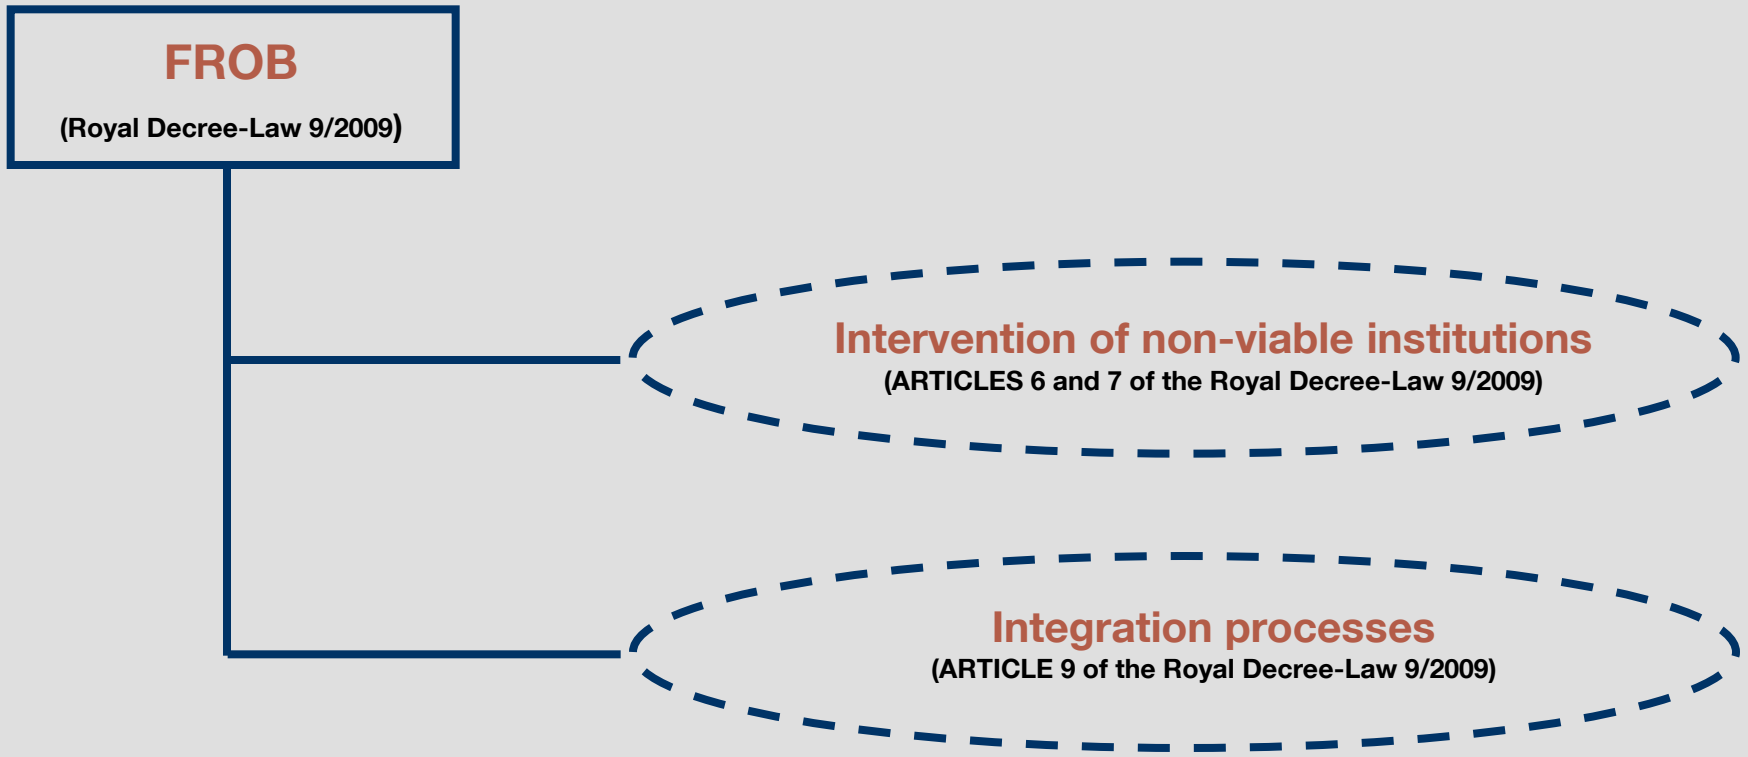 FROB
(Royal Decree-Law 9/2009)
Intervention of non-viable institutions
(ARTICLES 6 and 7 of the Royal Decree-Law 9/2009)
Integration processes
(ARTICLE 9 of the Royal Decree-Law 9/2009)